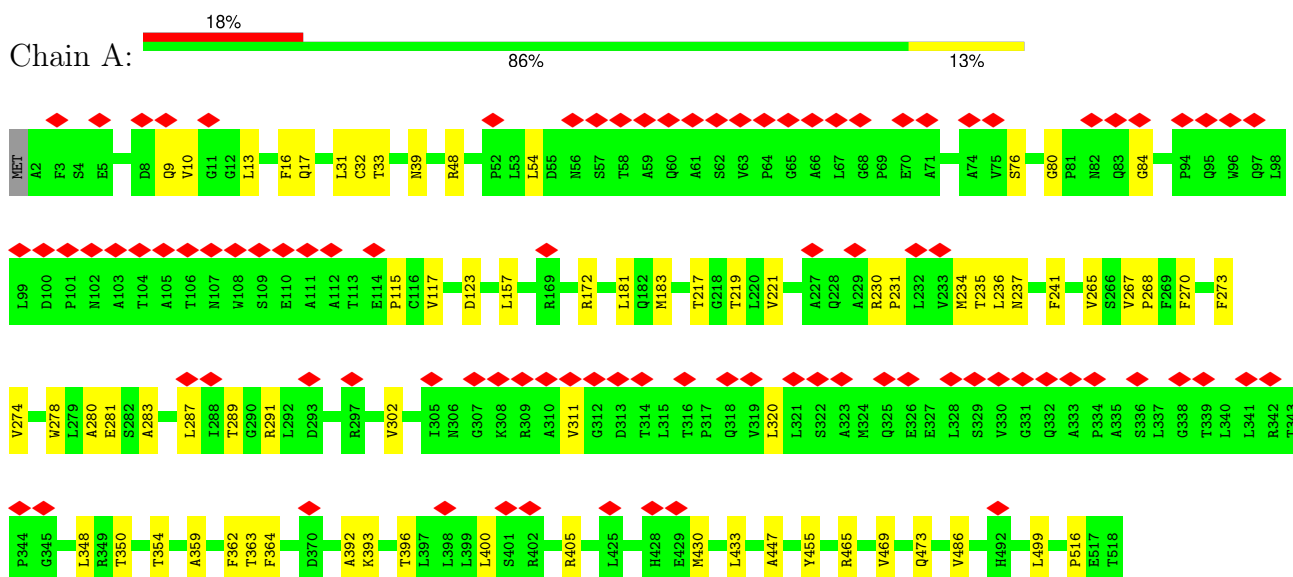 18%
Chain A:
86%
13%
MET A2 F3 S4 E5 D8 Q9 V10 G11 G12 L13 F16 Q17 L31 C32 T33 N39 R48 P52 L53 L54 D55 N56 S57 T58 A59 Q60 A61 S62 V63 P64 G65 A66 L67 G68 P69 E70 A71 A74 V75 S76 G80 P81 N82 Q83 G84 P94 Q95 W96 Q97 L98
L99 D100 P101 N102 A103 T104 A105 T106 N107 W108 S109 E110 A111 A112 T113 E114 P115 C116 V117 D123 L157 R169 R172 L181 Q182 M183 T217 G218 T219 L220 V221 A227 Q228 A229 R230 P231 L232 V233 M234 T235 L236 N237 F241 V265 S266 V267 P268 F269 F270 F273
V274 W278 L279 A280 E281 S282 A283 L287 I288 T289 G290 R291 L292 D293 R297 V302 I305 N306 G307 K308 R309 A310 V311 G312 D313 T314 L315 T316 P317 Q318 V319 L320 L321 S322 A323 M324 Q325 E326 E327 L328 S329 V330 G331 Q332 A333 P334 A335 S336 L337 G338 T339 L340 L341 R342 T343
P344 G345 L348 R349 T350 T354 A359 F362 T363 F364 D370 A392 K393 T396 L397 L398 L399 L400 S401 R402 R405 L425 H428 E429 M430 L433 A447 Y455 R465 V469 Q473 V486 H492 L499 P516 E517 T518